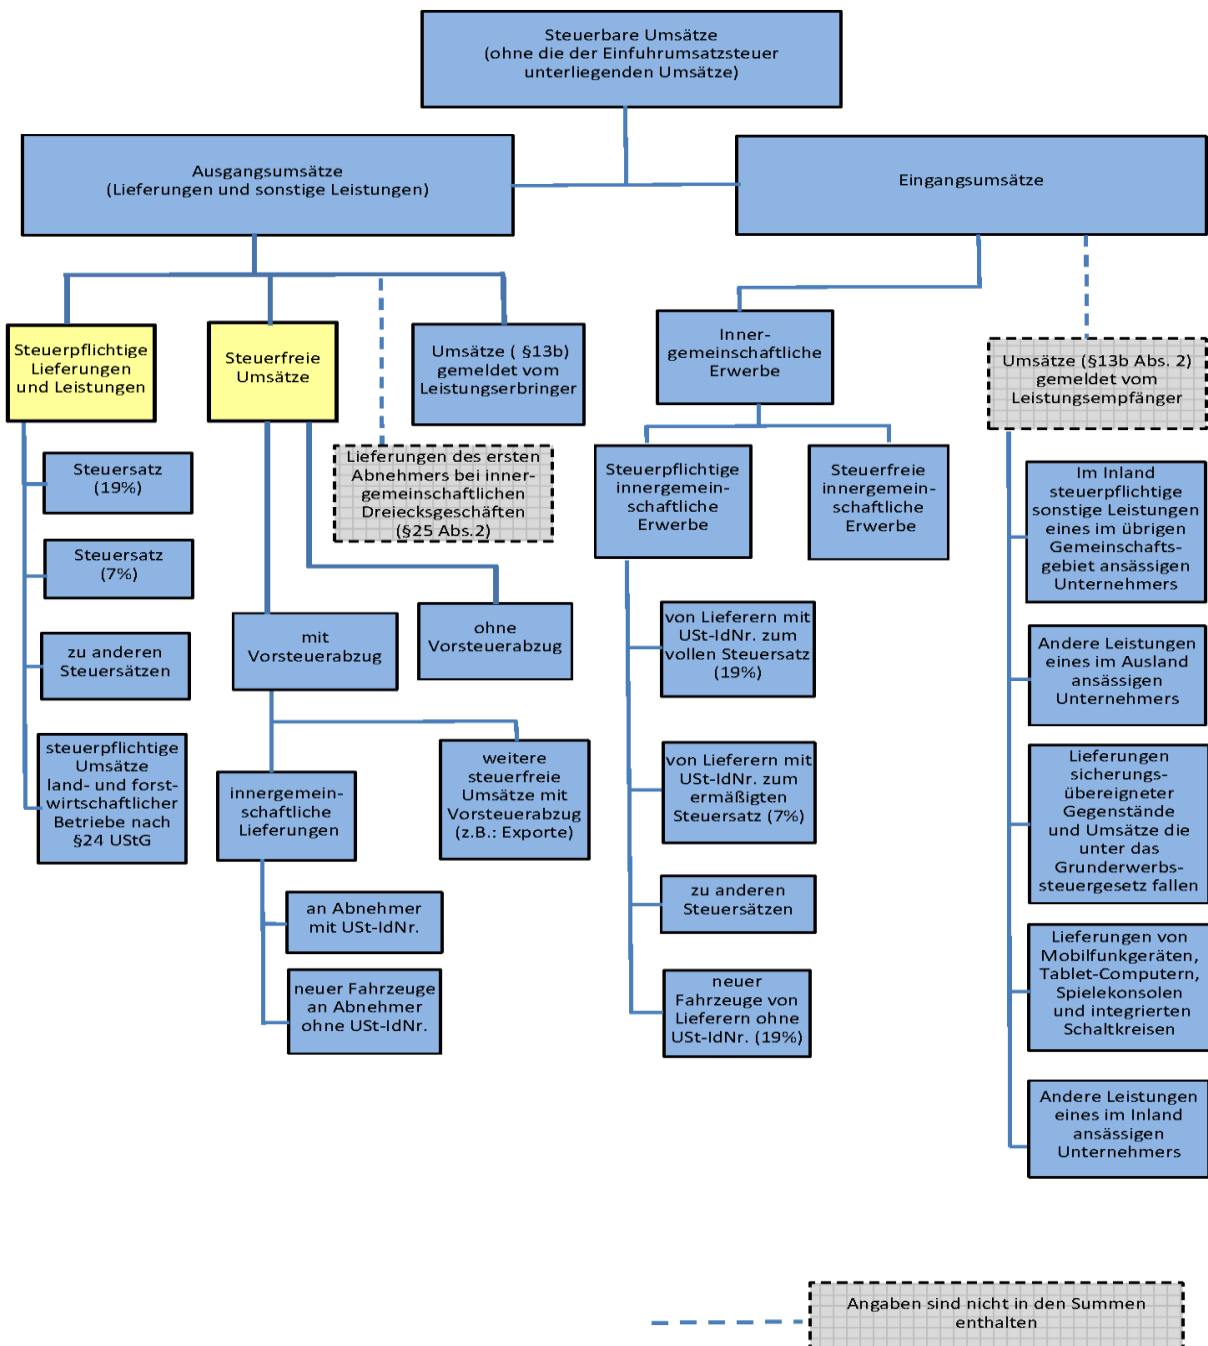 Steuerbare Umsätze
(ohne die der Einfuhrumsatzsteuer
unterliegenden Umsätze)
Ausgangsumsätze
(Lieferungen und sonstige Leistungen)
Eingangsumsätze
Steuerpflichtige
Lieferungen
und Leistungen
Steuerfreie
Umsätze
Umsätze ( §13b)
gemeldet vom
Leistungserbringer
Lieferungen des ersten
Abnehmers bei inner-
gemeinschaftlichen
Dreiecksgeschäften
(§25 Abs.2)
Steuersatz
(19%)
Steuersatz
(7%)
zu anderen
Steuersätzen
steuerpflichtige
Umsätze
land- und forst-
wirtschaftlicher
Betriebe nach
§24 UStG
mit
Vorsteuerabzug
ohne
Vorsteuerabzug
innergemein-
schaftliche
Lieferungen
weitere
steuerfreie
Umsätze mit
Vorsteuerabzug
(z.B.: Exporte)
an Abnehmer
mit USt-IdNr.
neuer Fahrzeuge
an Abnehmer
ohne USt-IdNr.
Inner-
gemeinschaftliche
Erwerbe
Steuerpflichtige
innergemein-
schaftliche
Erwerbe
Steuerfreie
innergemein-
schaftliche
Erwerbe
von Lieferern mit
USt-IdNr. zum
vollen Steuersatz
(19%)
von Lieferern mit
USt-IdNr. zum
ermäßigten
Steuersatz (7%)
zu anderen
Steuersätzen
neuer
Fahrzeuge von
Lieferern ohne
USt-IdNr. (19%)
Umsätze (§13b Abs. 2)
gemeldet vom
Leistungsempfänger
Im Inland
steuerpflichtige
sonstige Leistungen
eines im übrigen
Gemeinschafts-
gebiet ansässigen
Unternehmers
Andere Leistungen
eines im Ausland
ansässigen
Unternehmers
Lieferungen
sicherungs-
übereigneter
Gegenstände
und Umsätze die
unter das
Grunderwerbs-
steuergesetz fallen
Lieferungen von
Mobilfunkgeräten,
Tablet-Computern,
Spielekonsolen
und integrierten
Schaltkreisen
Andere Leistungen
eines im Inland
ansässigen
Unternehmers
Angaben sind nicht in den Summen
enthalten